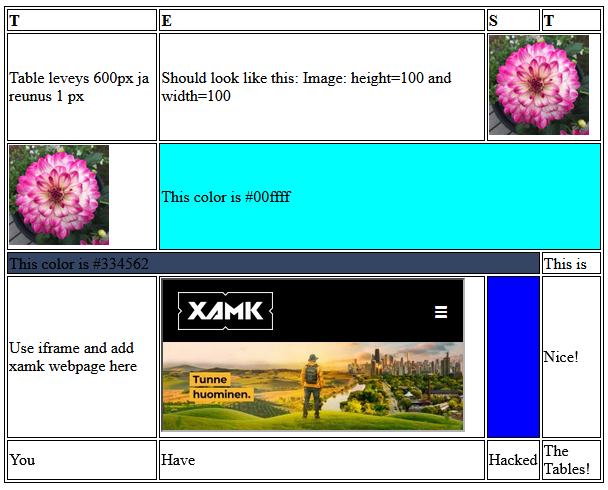 T E S T
Table leveys 600px ja
reunus 1 px
Should look like this: Image: height=100 and
width=100
This color is #00ffff
This color is #334562
This is
Use iframe and add
xamk webpage here
XAMK
Tunne
huominen.
Nice!
You
Have
Hacked
The
Tables!